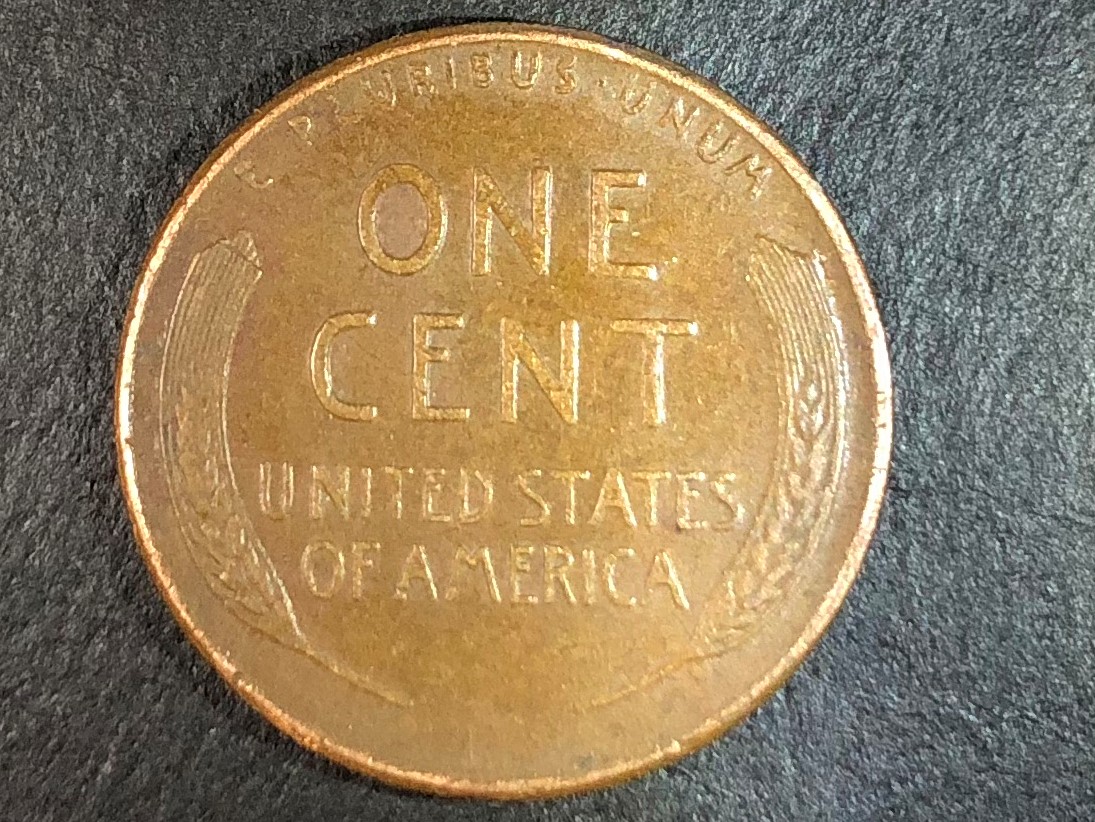 E PLURIBUS · UNUM
ONE
CENT
UNITED STATES
OF AMERICA